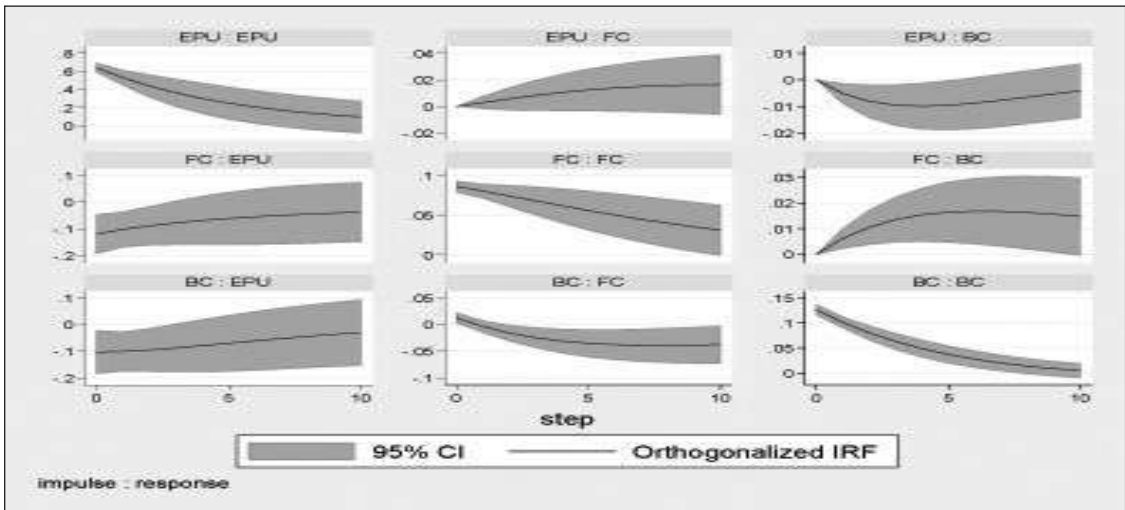 EPU : EPU
EPU : FC
EPU : BC
.8
.6
.4
.2
0
.04
.02
0
-.02
.01
0
-.01
-.02
FC : EPU
FC : FC
FC : BC
.1
0
-.1
-.2
.1
.05
0
.03
.02
.01
0
BC : EPU
BC : FC
BC : BC
.1
0
-.1
-.2
.05
0
-.05
-.1
.15
.1
.05
0
0 5 10
0 5 10
0 5 10
step
95% CI
Orthogonalized IRF
impulse : response